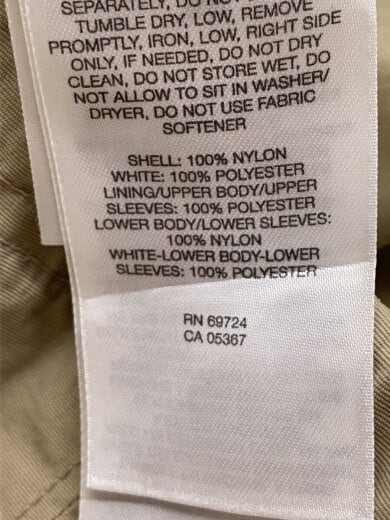 SEPARATELY, DO NOT
TUMBLE DRY, LOW, REMOVE
PROMPTLY, IRON, LOW, RIGHT SIDE
ONLY, IF NEEDED, DO NOT DRY
CLEAN, DO NOT STORE WET, DO
NOT ALLOW TO SIT IN WASHER/
DRYER, DO NOT USE FABRIC
SOFTENER
SHELL: 100% NYLON
WHITE: 100% POLYESTER
LINING/UPPER BODY/UPPER
SLEEVES: 100% POLYESTER
LOWER BODY/LOWER SLEEVES:
100% NYLON
WHITE-LOWER BODY-LOWER
SLEEVES: 100% POLYESTER
RN 69724
CA 05367